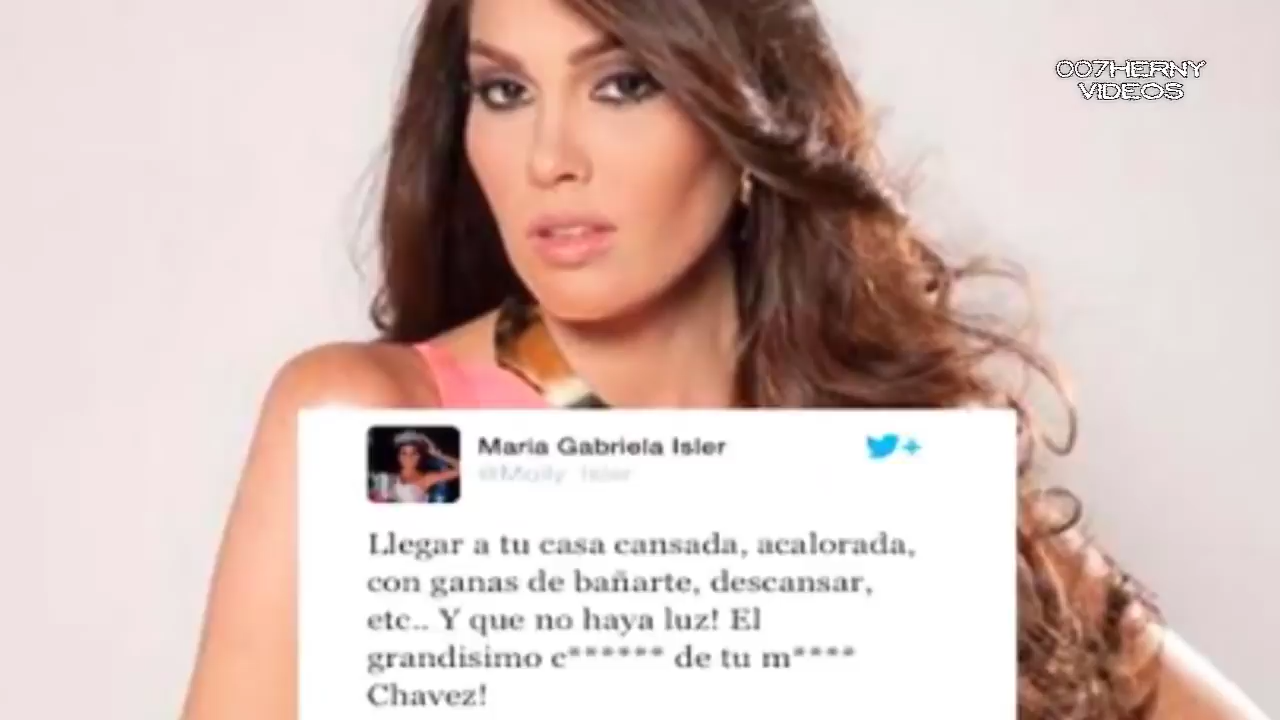 007HERNY
VIDEOS
Maria Gabriela Isler
@Molly_Isler
Llegar a tu casa cansada, acalorada,
con ganas de bañarte, descansar,
etc.. Y que no haya luz! El
grandisimo c****** de tu m****
Chavez!